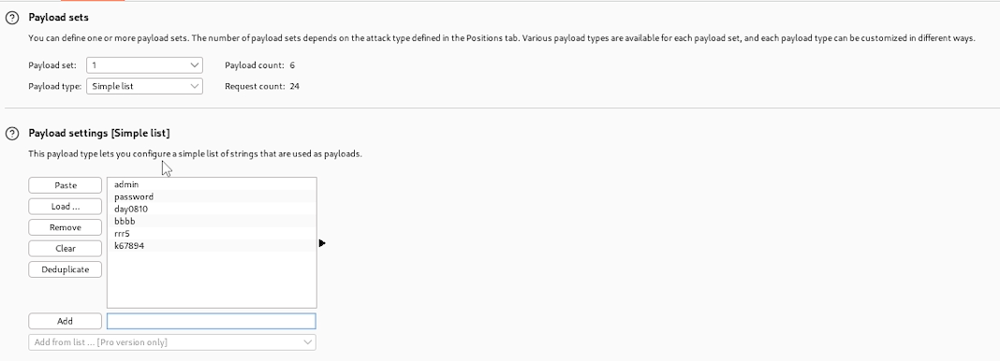 Payload sets
You can define one or more payload sets. The number of payload sets depends on the attack type defined in the Positions tab. Various payload types are available for each payload set, and each payload type can be customized in different ways.
Payload set: 1 Payload count: 6
Payload type: Simple list Request count: 24
Payload settings [Simple list]
This payload type lets you configure a simple list of strings that are used as payloads.
Paste
Load ...
Remove
Clear
Deduplicate
admin
password
day0810
bbbb
rrr5
k67894
Add
Add from list ... [Pro version only]